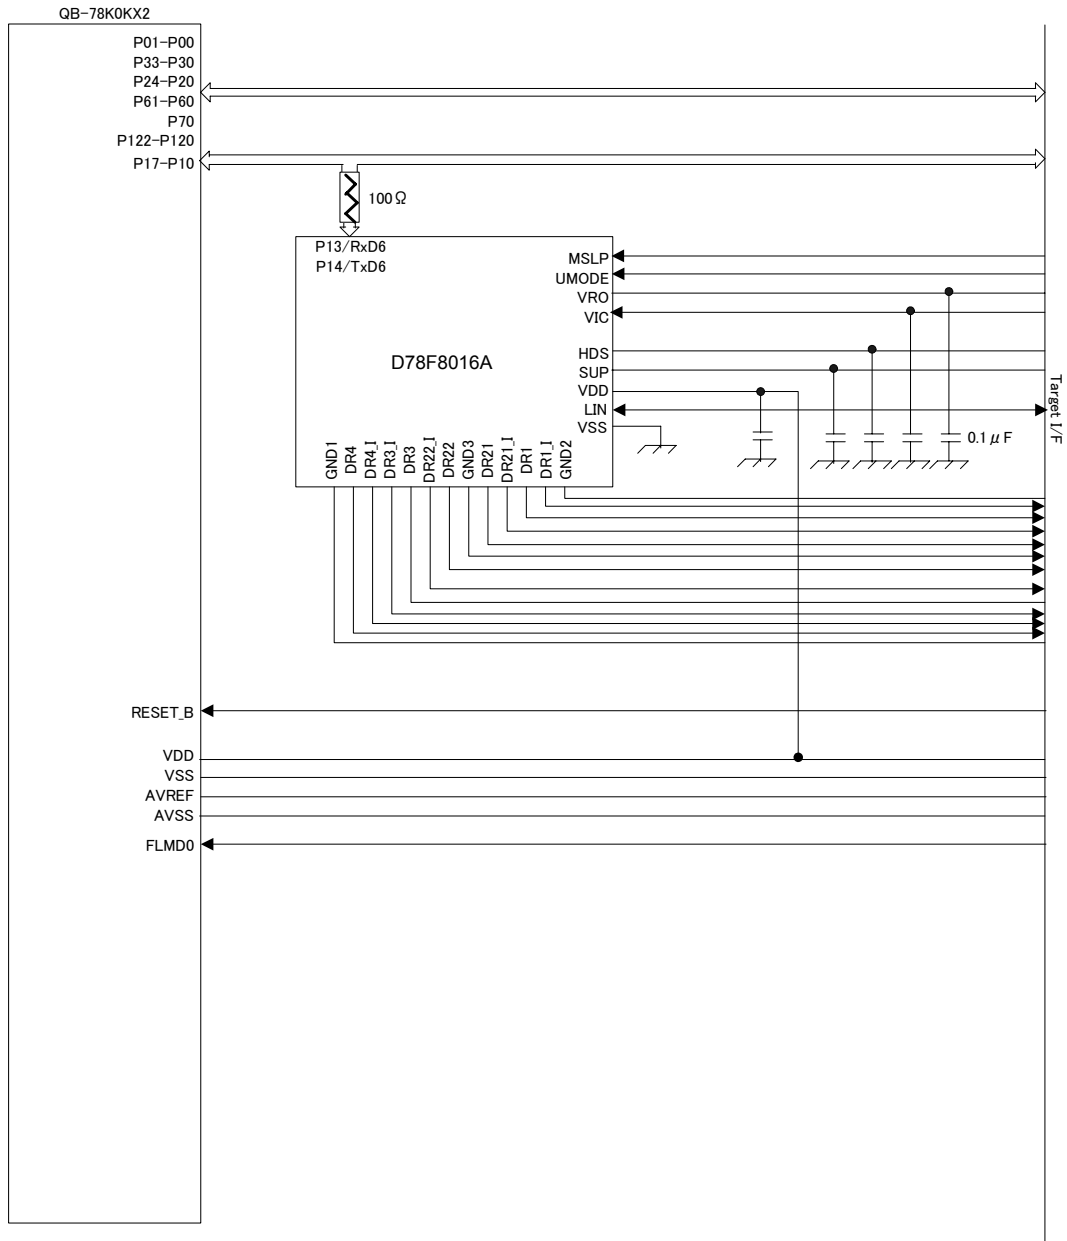 QB-78K0KX2
P01-P00
P33-P30
P24-P20
P61-P60
P70
P122-P120
P17-P10
100Ω
P13/RxD6
P14/TxD6
MSLP
UMODE
VRO
VIC
D78F8016A
HDS
SUP
VDD
LIN
VSS
Target I/F
0.1μF
GND1
DR4
DR4_I
DR3_I
DR3
DR22_I
DR22
GND3
DR21
DR21_I
DR1
DR1_I
GND2
RESET_B
VDD
VSS
AVREF
AVSS
FLMD0